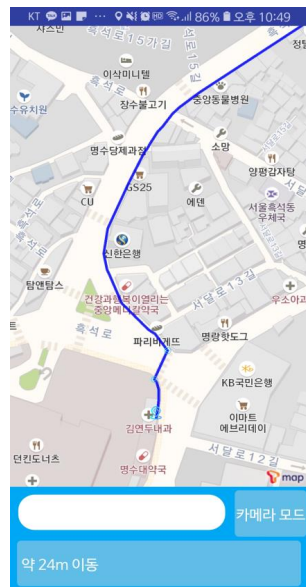 KT ... 86% 오후 10:49
흑석로15가길
서달로15길
이삭미니텔
장수불고기
중앙동물병원
수유치원
명수당제과점
소망
양평감자탕
GS25
CU
에덴
서울흑석동
우체국
신한은행
탐앤탐스
건강과행복이열리는
중앙메디칼약국
서달로13길
우소아과
흑석로
파리바게뜨
명랑핫도그
KB국민은행
김연두내과
이마트
에브리데이
던킨도너츠
명수대약국
서달로12길
T map
카메라 모드
약 24m 이동